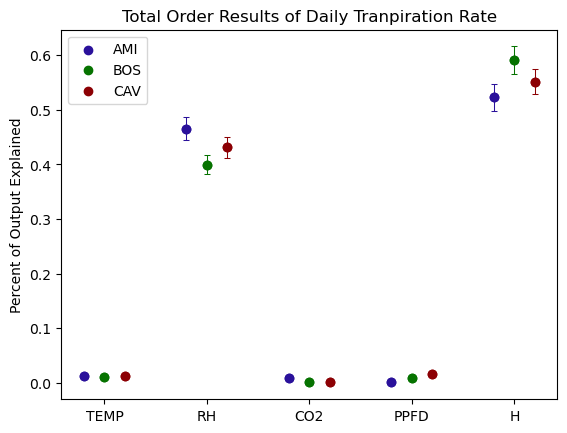 Total Order Results of Daily Tranpiration Rate
AMI
BOS
CAV
Percent of Output Explained
0.6
0.5
0.4
0.3
0.2
0.1
0.0
TEMP RH CO2 PPFD H